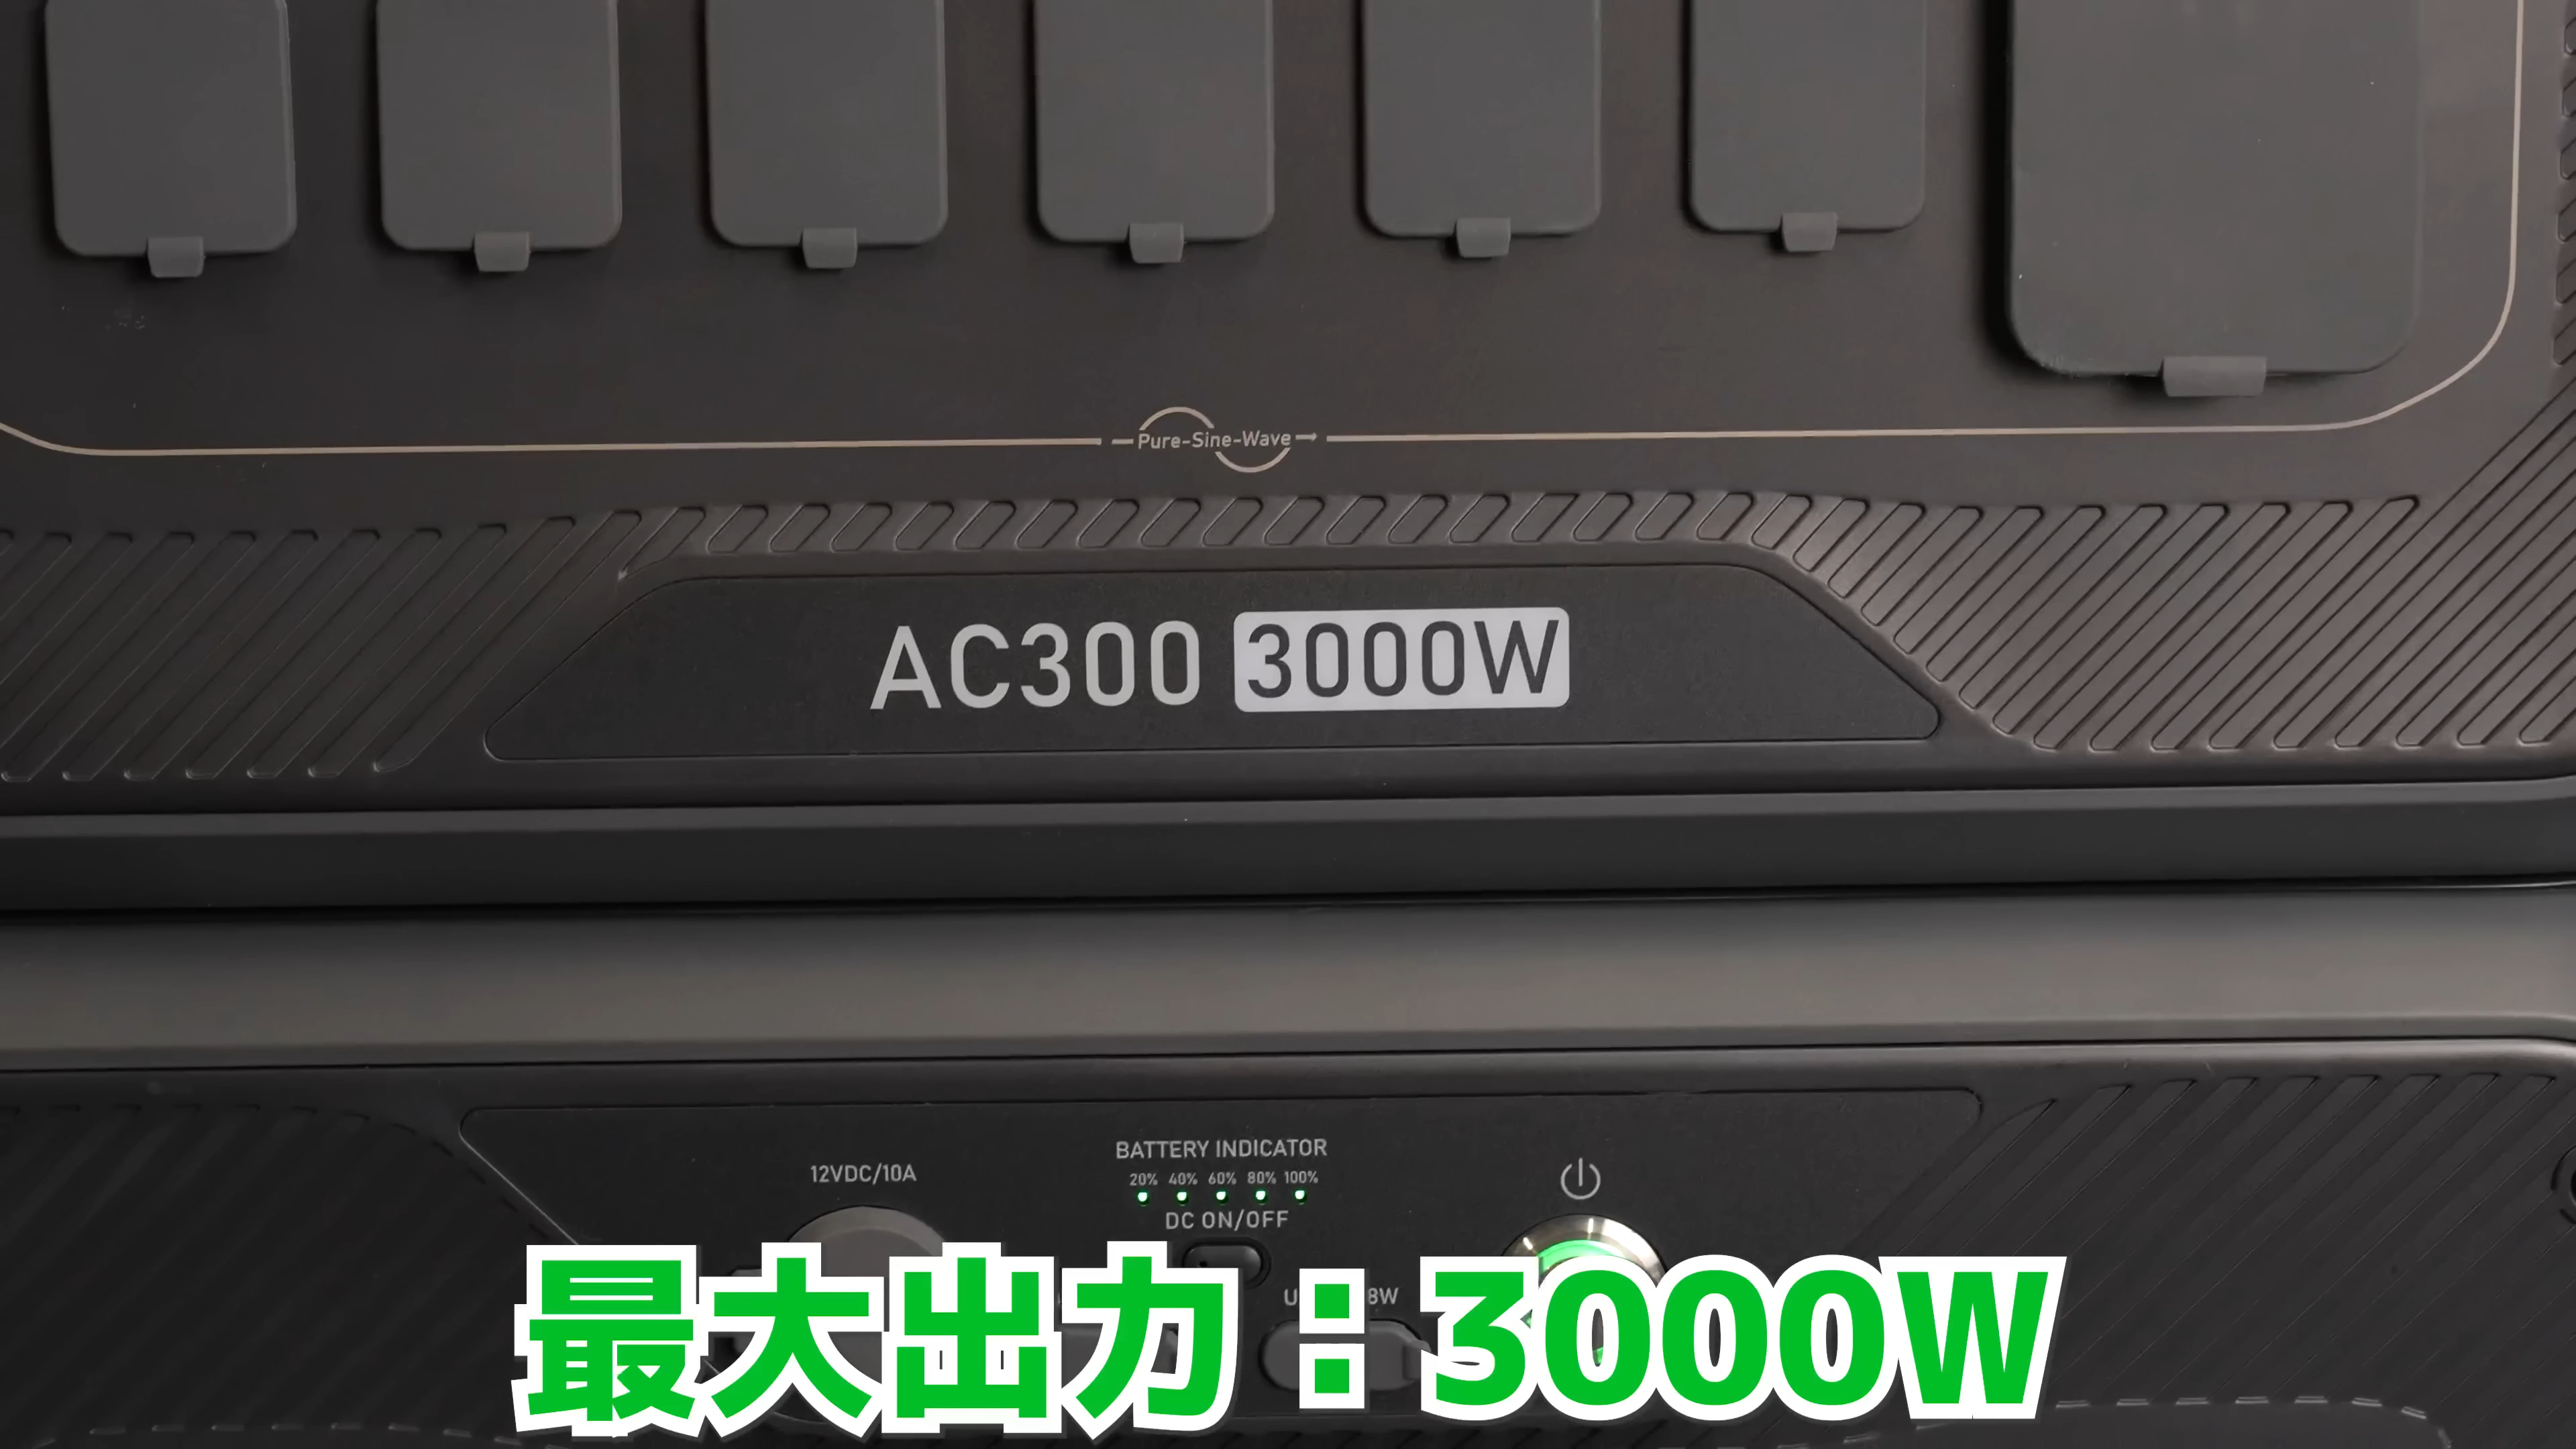 Pure-Sine-Wave
AC300 3000W
BATTERY INDICATOR
12VDC/10A
20% 40% 60% 80% 100%
DC ON/OFF
8W
最大出力：3000W